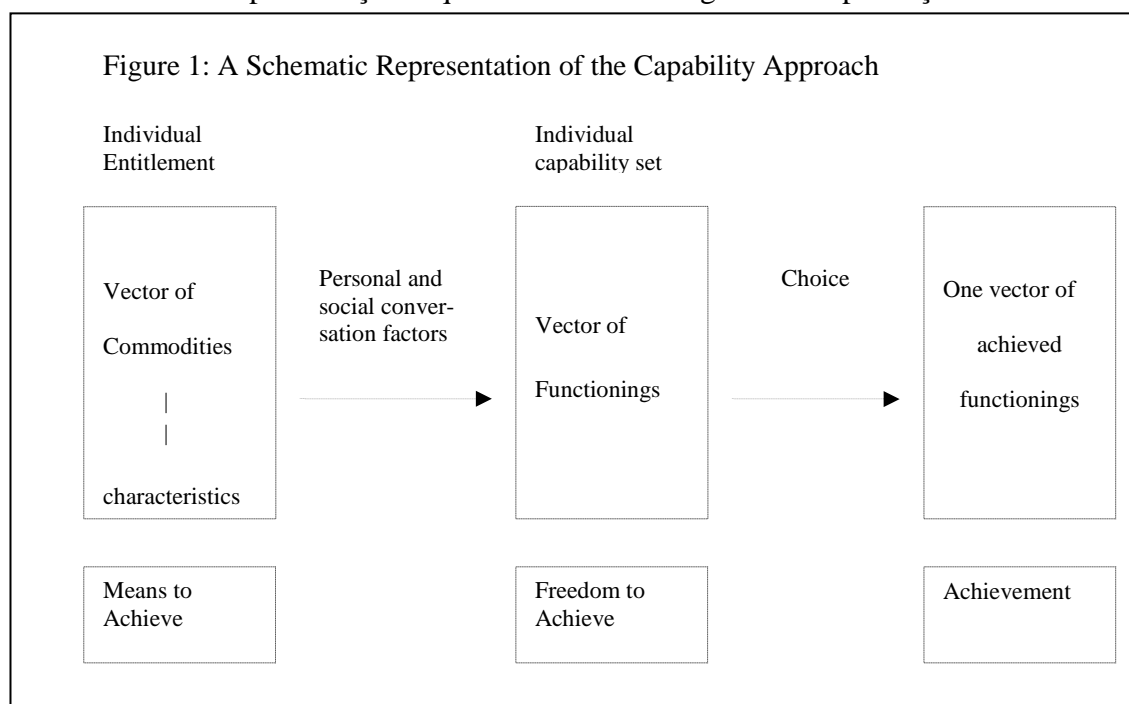 Figure 1: A Schematic Representation of the Capability Approach
Individual
Entitlement
Individual
capability set
Vector of
Commodities
|
|
characteristics
Personal and
social conver-
sation factors
Vector of
Functionings
Choice
One vector of
achieved
functionings
Means to
Achieve
Freedom to
Achieve
Achievement